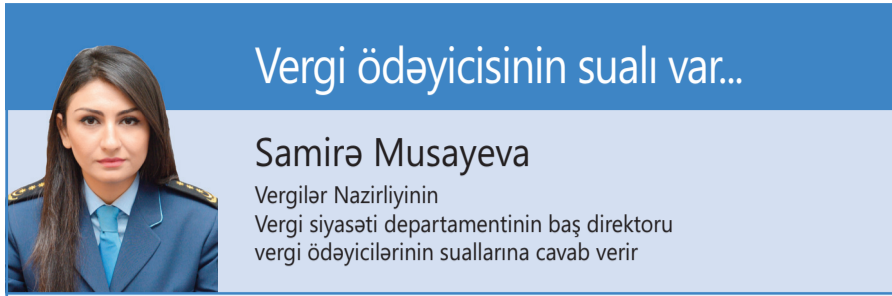 Vergi ödəyicisinin sualı var...
Samirə Musayeva
Vergilər Nazirliyinin
Vergi siyasəti departamentinin baş direktoru
vergi ödəyicilərinin suallarına cavab verir